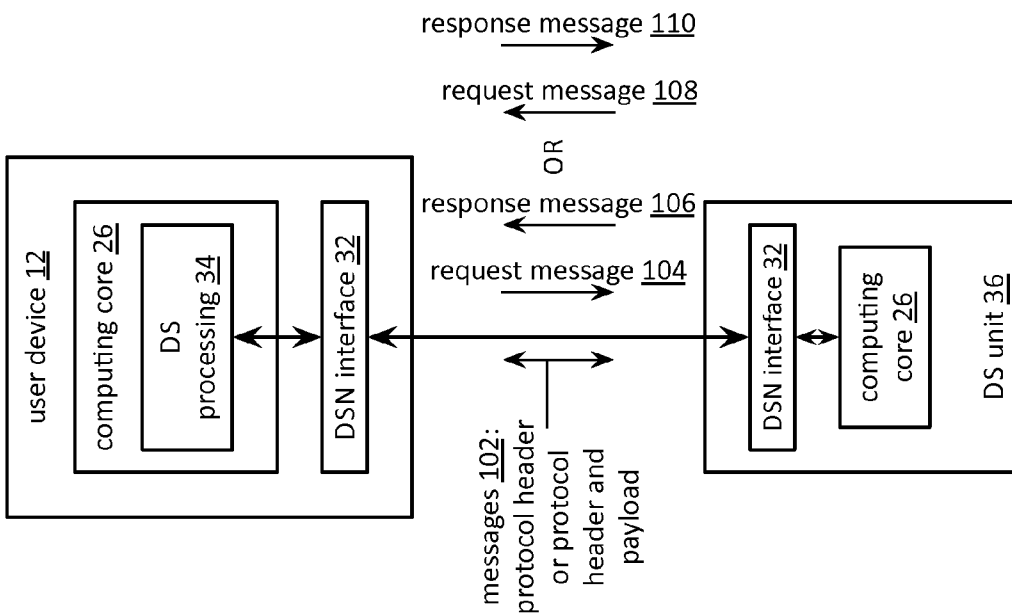 user device 12
computing core 26
DS
processing 34
DSN interface 32
response message 110
request message 108
OR
response message 106
request message 104
messages 102:
protocol header
or protocol
header and
payload
DSN interface 32
computing
core 26
DS unit 36